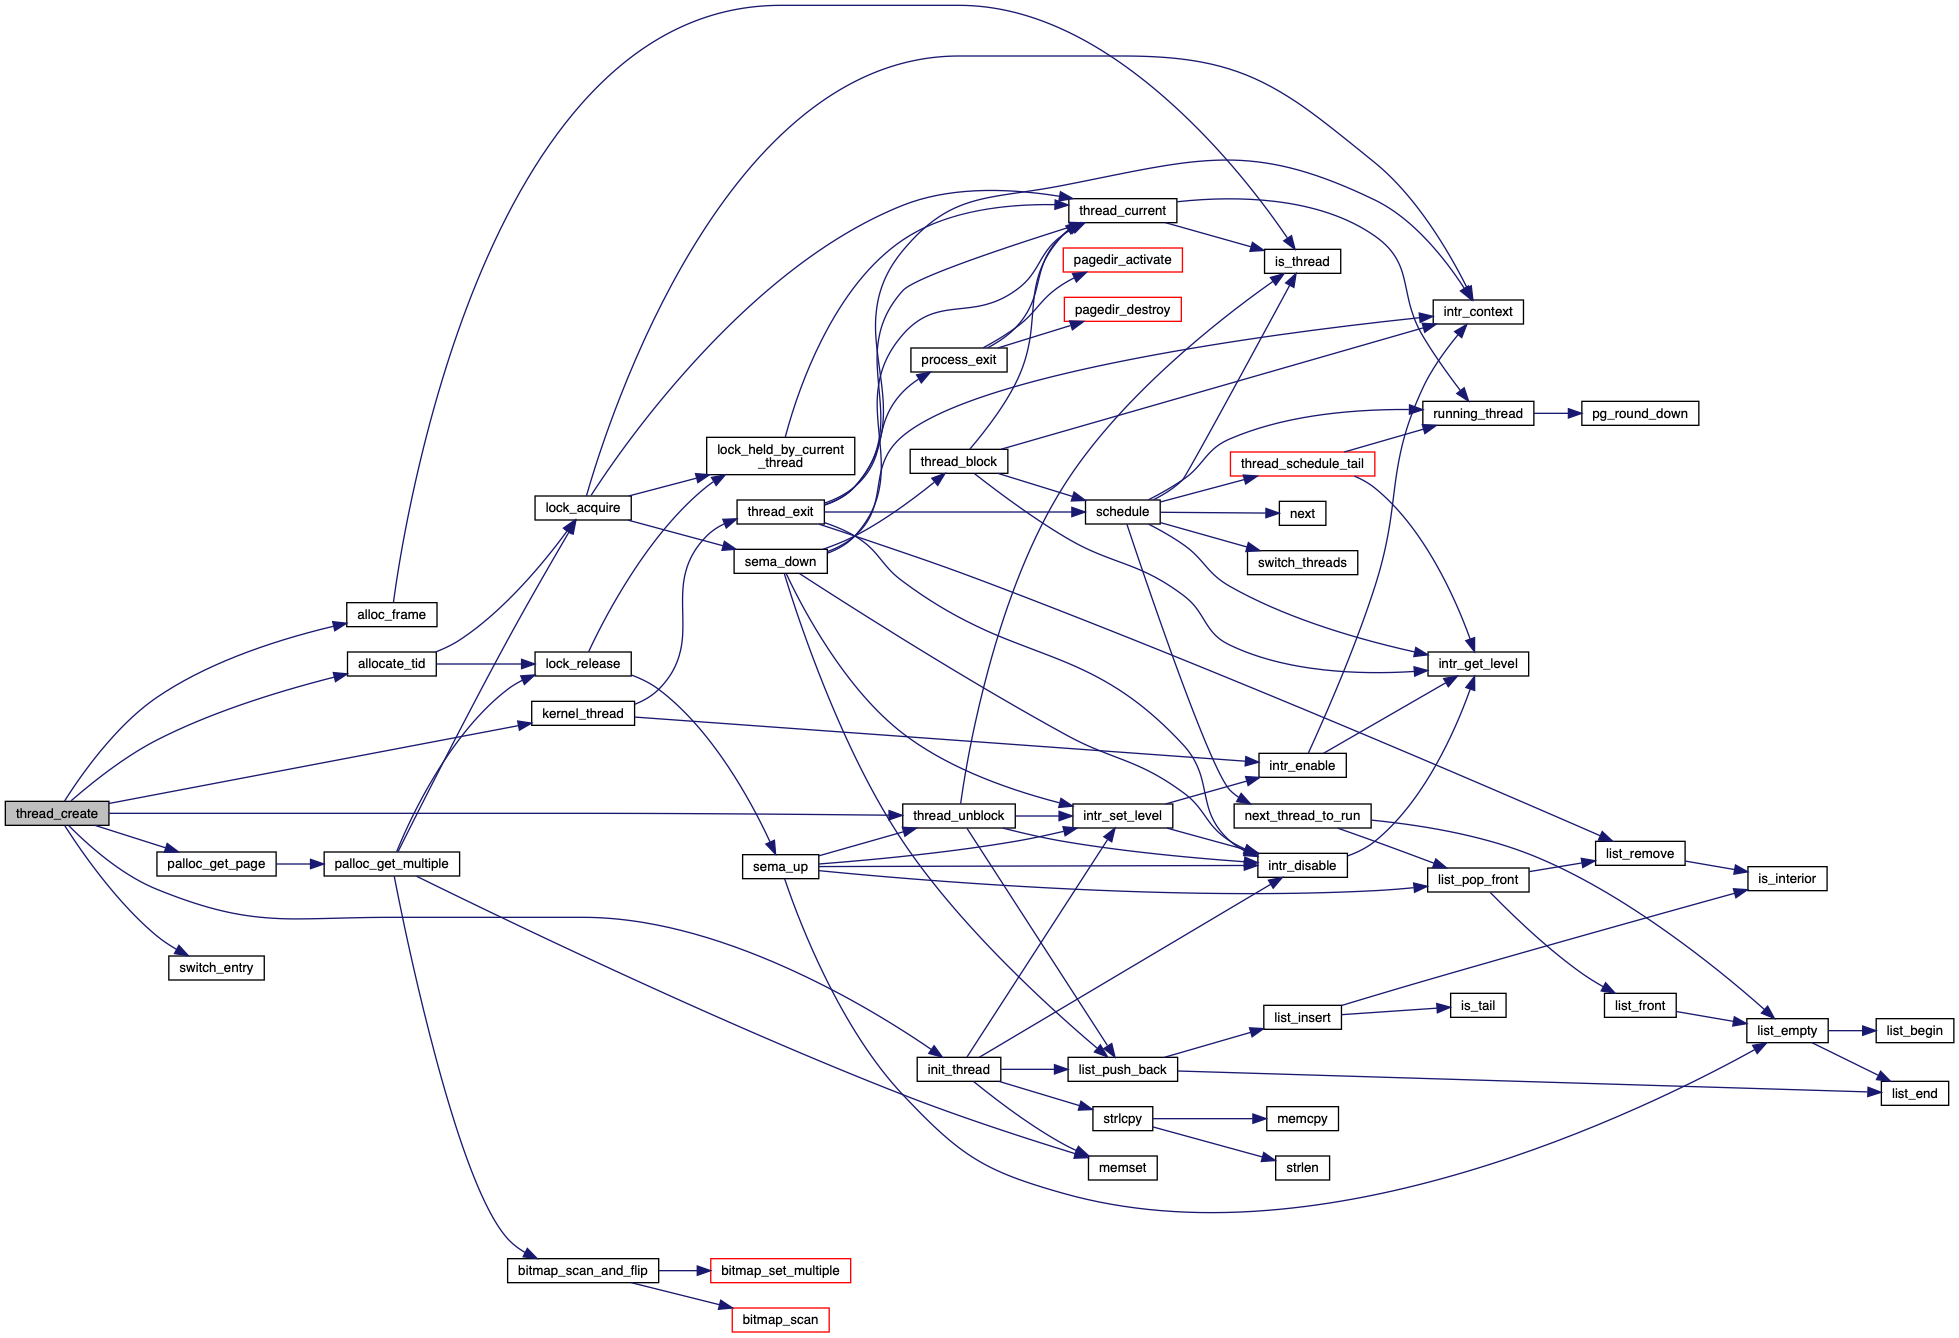 thread_create
alloc_frame
allocate_tid
palloc_get_page
palloc_get_multiple
switch_entry
lock_acquire
lock_release
kernel_thread
bitmap_scan_and_flip
lock_held_by_current
_thread
thread_exit
sema_down
sema_up
bitmap_set_multiple
bitmap_scan
process_exit
thread_block
thread_unblock
init_thread
thread_current
pagedir_activate
pagedir_destroy
schedule
intr_set_level
list_push_back
strlcpy
memset
is_thread
thread_schedule_tail
next
switch_threads
intr_enable
next_thread_to_run
intr_disable
list_insert
memcpy
strlen
intr_context
running_thread
intr_get_level
list_pop_front
is_tail
pg_round_down
list_remove
list_front
is_interior
list_empty
list_begin
list_end